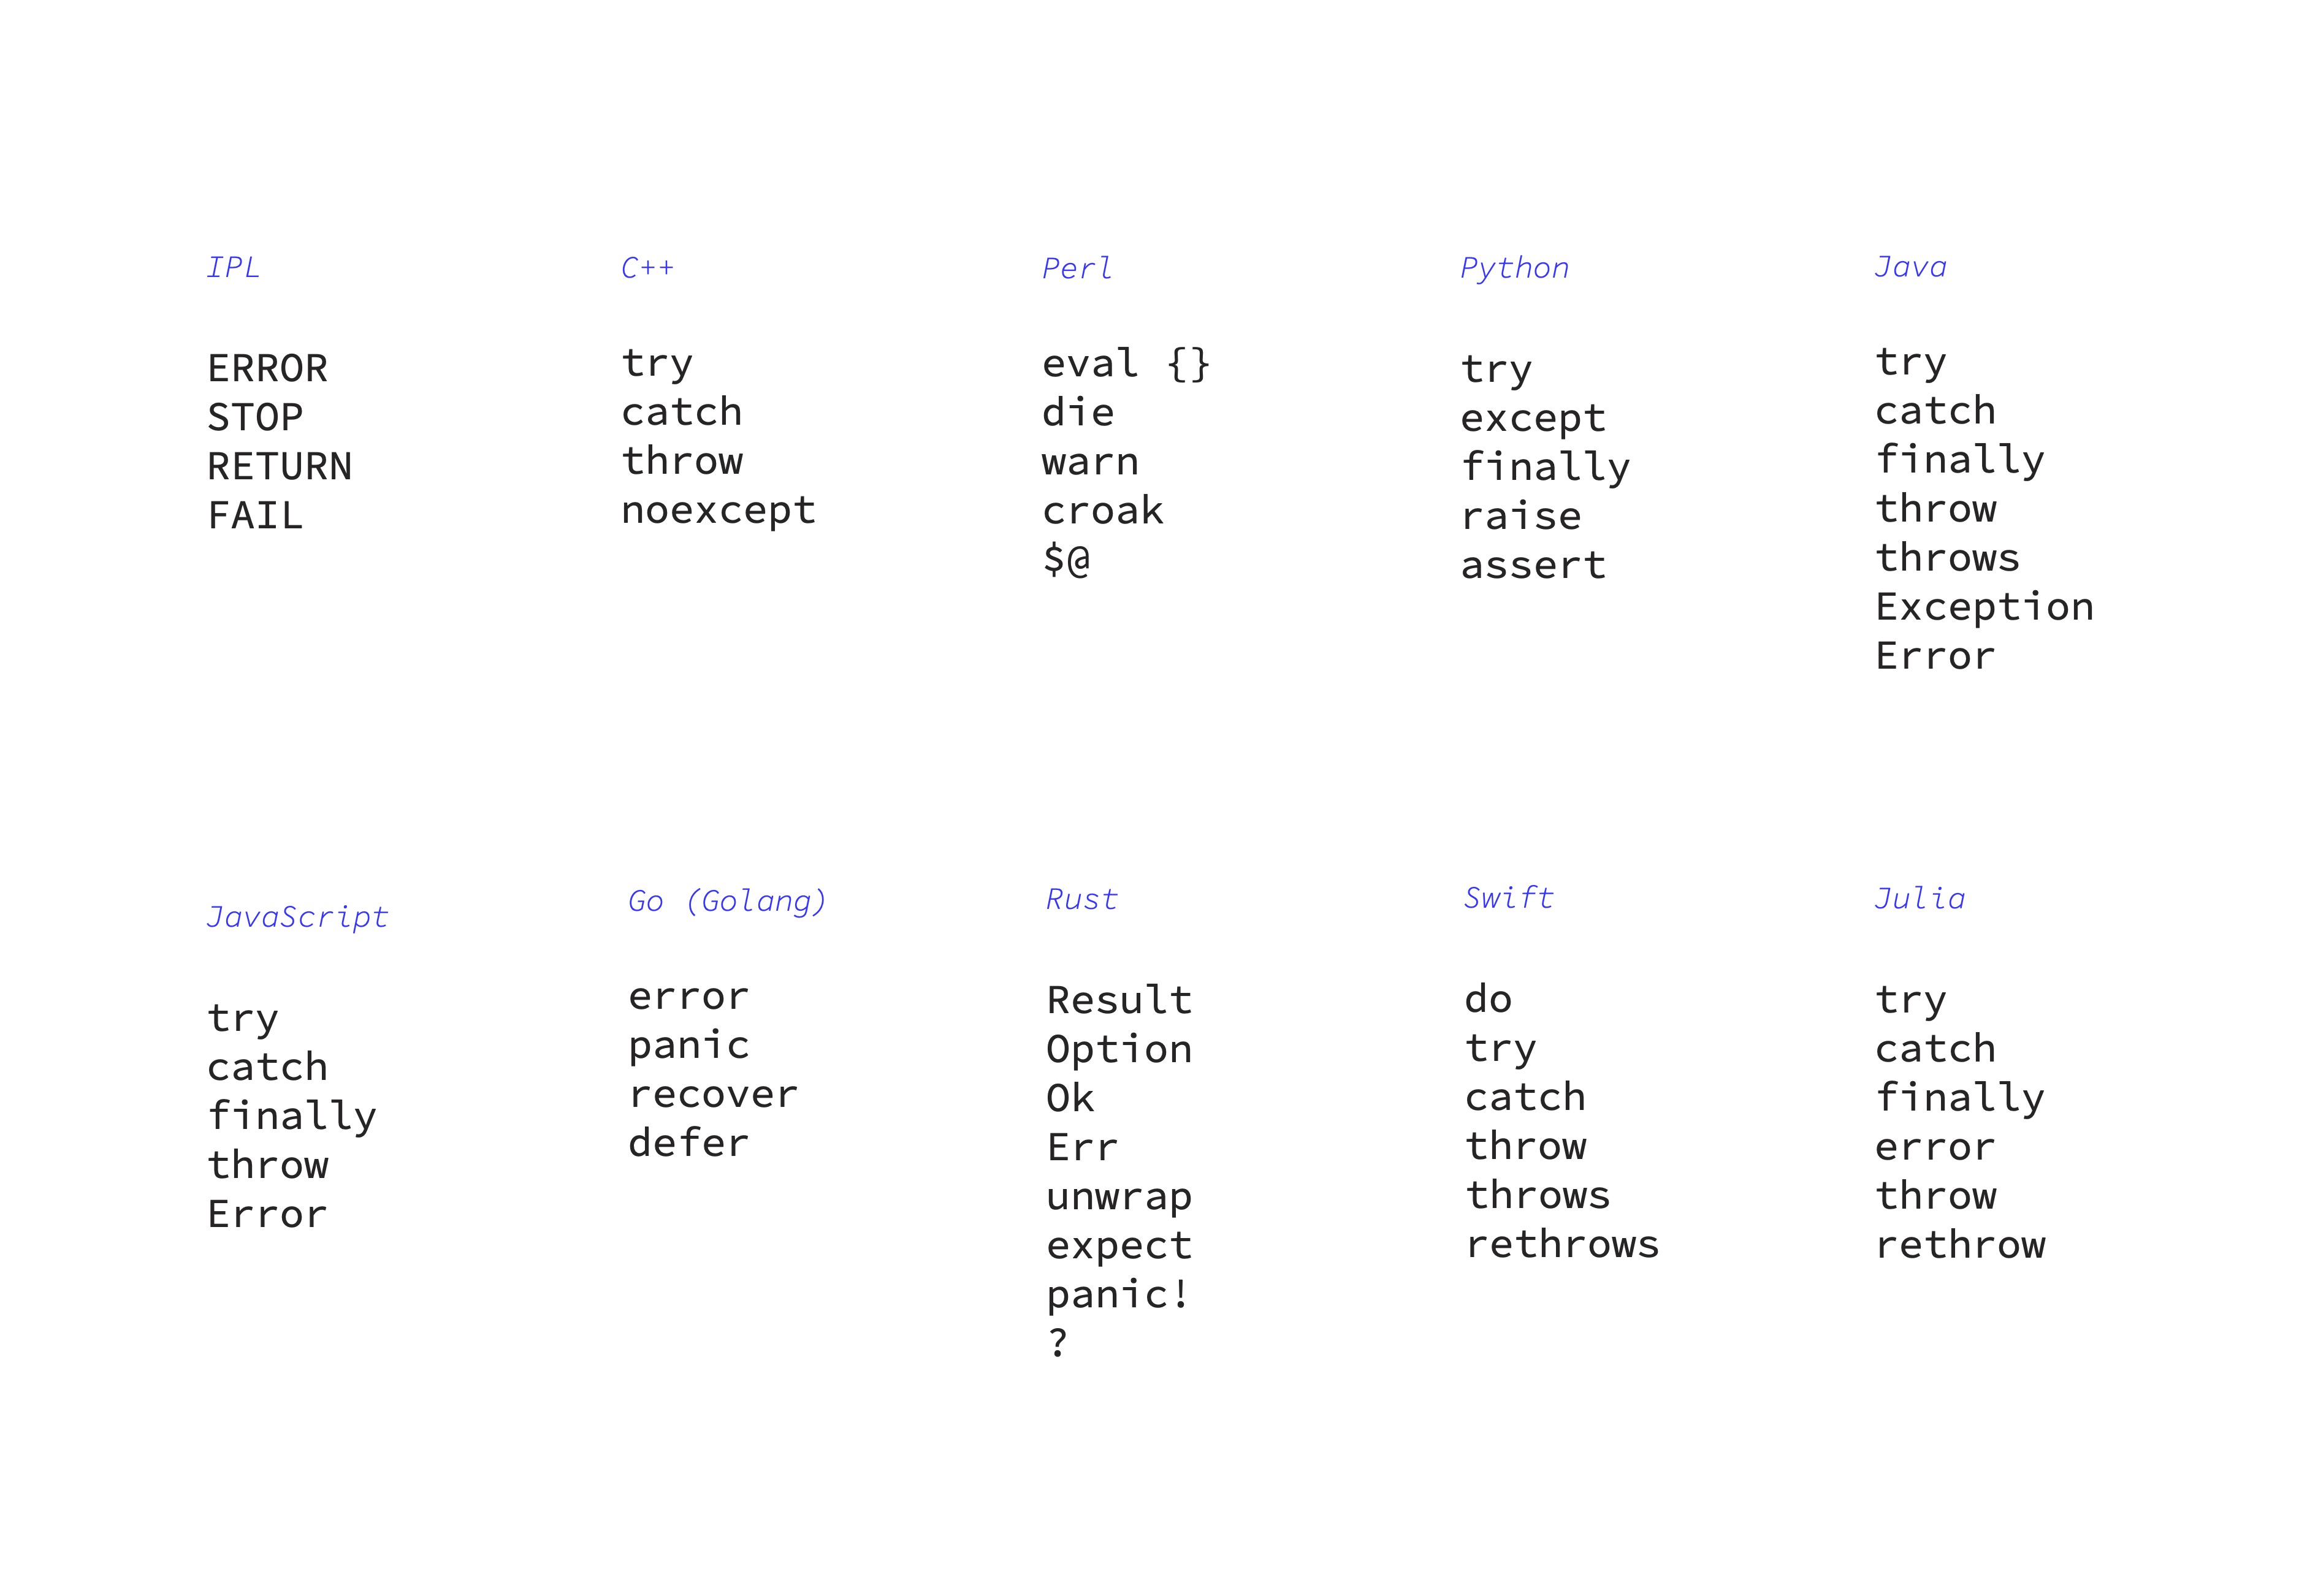 IPL
ERROR
STOP
RETURN
FAIL
C++
try
catch
throw
noexcept
Perl
eval {}
die
warn
croak
$@
Python
try
except
finally
raise
assert
Java
try
catch
finally
throw
throws
Exception
Error
JavaScript
try
catch
finally
throw
Error
Go (Golang)
error
panic
recover
defer
Rust
Result
Option
Ok
Err
unwrap
expect
panic!
?
Swift
do
try
catch
throw
throws
rethrows
Julia
try
catch
finally
error
throw
rethrow